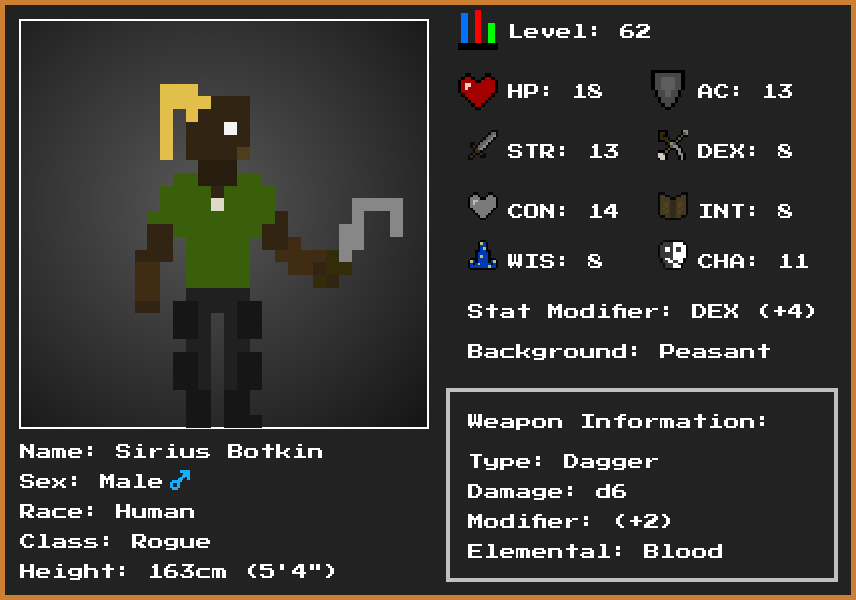 Level: 62
HP: 18
AC: 13
STR: 13
DEX: 8
CON: 14
INT: 8
WIS: 8
CHA: 11
Stat Modifier: DEX (+4)
Background: Peasant
Weapon Information:
Type: Dagger
Damage: d6
Modifier: (+2)
Elemental: Blood
Name: Sirius Botkin
Sex: Male ♂
Race: Human
Class: Rogue
Height: 163cm (5'4")